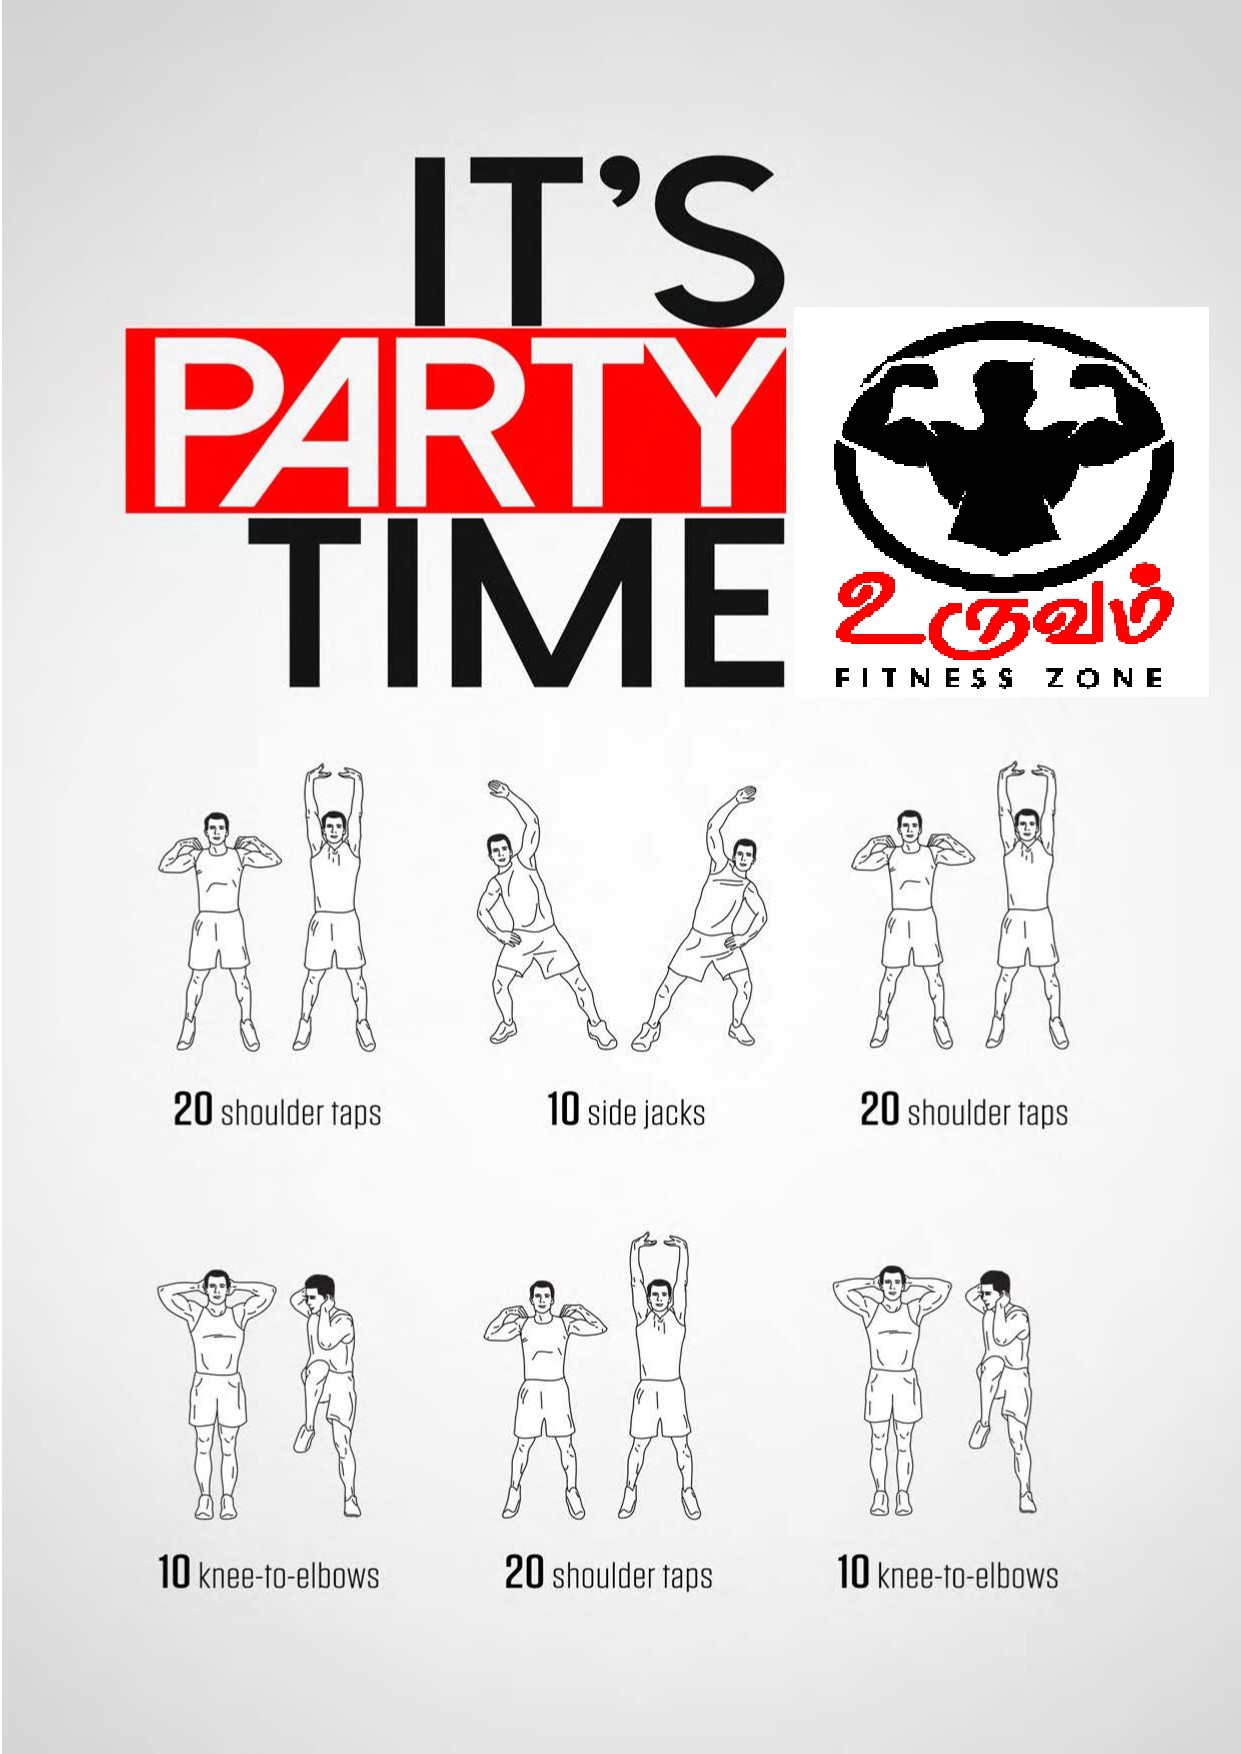 IT'S
PARTY
TIME
உருவம்
FITNESS ZONE
20 shoulder taps
10 side jacks
20 shoulder taps
10 knee-to-elbows
20 shoulder taps
10 knee-to-elbows